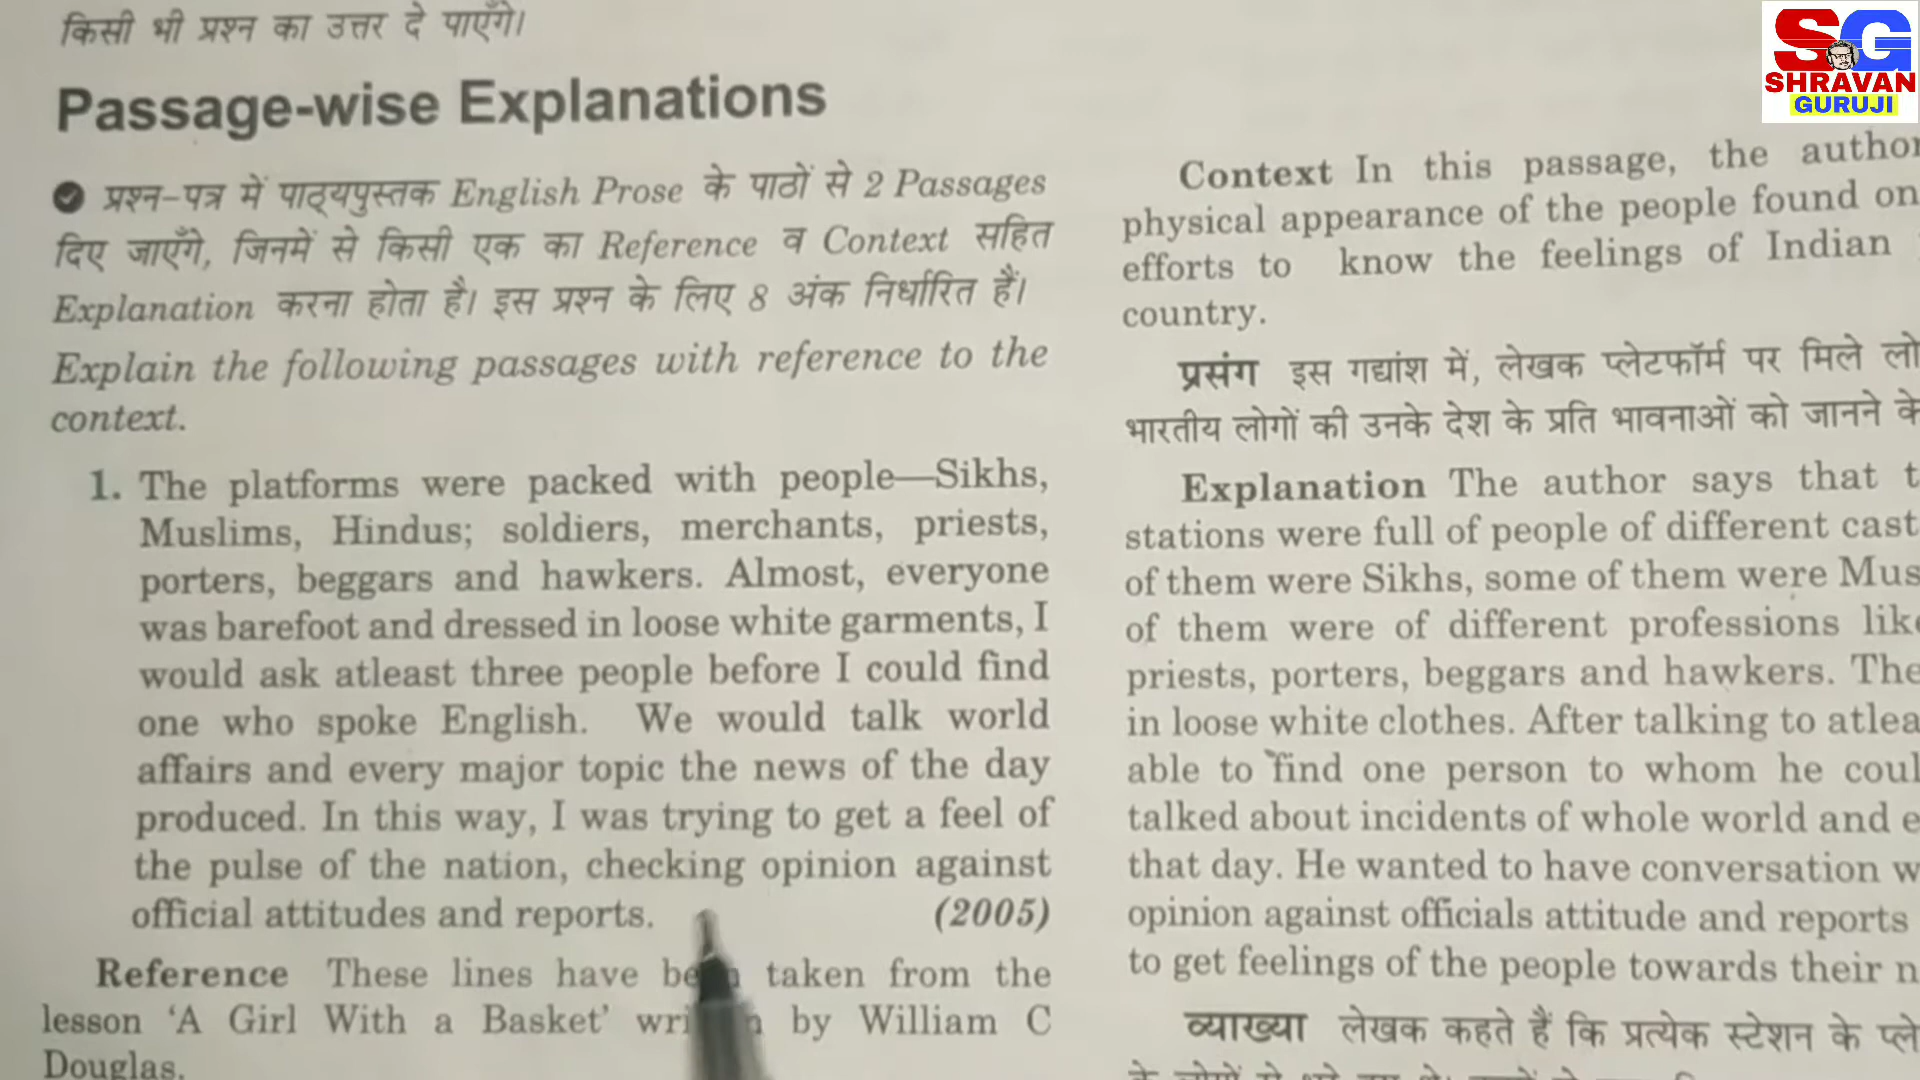 किसी भी प्रश्न का उत्तर दे पाएँगे।
Passage-wise Explanations
प्रश्न-पत्र में पाठ्यपुस्तक English Prose के पाठों से 2 Passages
दिए जाएँगे, जिनमें से किसी एक का Reference व Context सहित
Explanation करना होता है। इस प्रश्न के लिए 8 अंक निर्धारित हैं।
Explain the following passages with reference to the
context.
1. The platforms were packed with people—Sikhs,
Muslims, Hindus; soldiers, merchants, priests,
porters, beggars and hawkers. Almost, everyone
was barefoot and dressed in loose white garments, I
would ask atleast three people before I could find
one who spoke English. We would talk world
affairs and every major topic the news of the day
produced. In this way, I was trying to get a feel of
the pulse of the nation, checking opinion against
official attitudes and reports. (2005)
Reference These lines have taken from the
lesson 'A Girl With a Basket' by William C
Douglas.
Context In this passage, the author
physical appearance of the people found on
efforts to know the feelings of Indian
country.
प्रसंग इस गद्यांश में, लेखक प्लेटफॉर्म पर मिले
भारतीय लोगों की उनके देश के प्रति भावनाओं को जानने के
Explanation The author says that
stations were full of people of different
of them were Sikhs, some of them were
of them were of different professions
priests, porters, beggars and hawkers.
in loose white clothes. After talking to
able to find one person to whom he
talked about incidents of whole world and
that day. He wanted to have conversation
opinion against officials attitude and reports
to get feelings of the people towards their
व्याख्या लेखक कहते हैं कि प्रत्येक स्टेशन के
SG
SHRAVAN
GURUJI